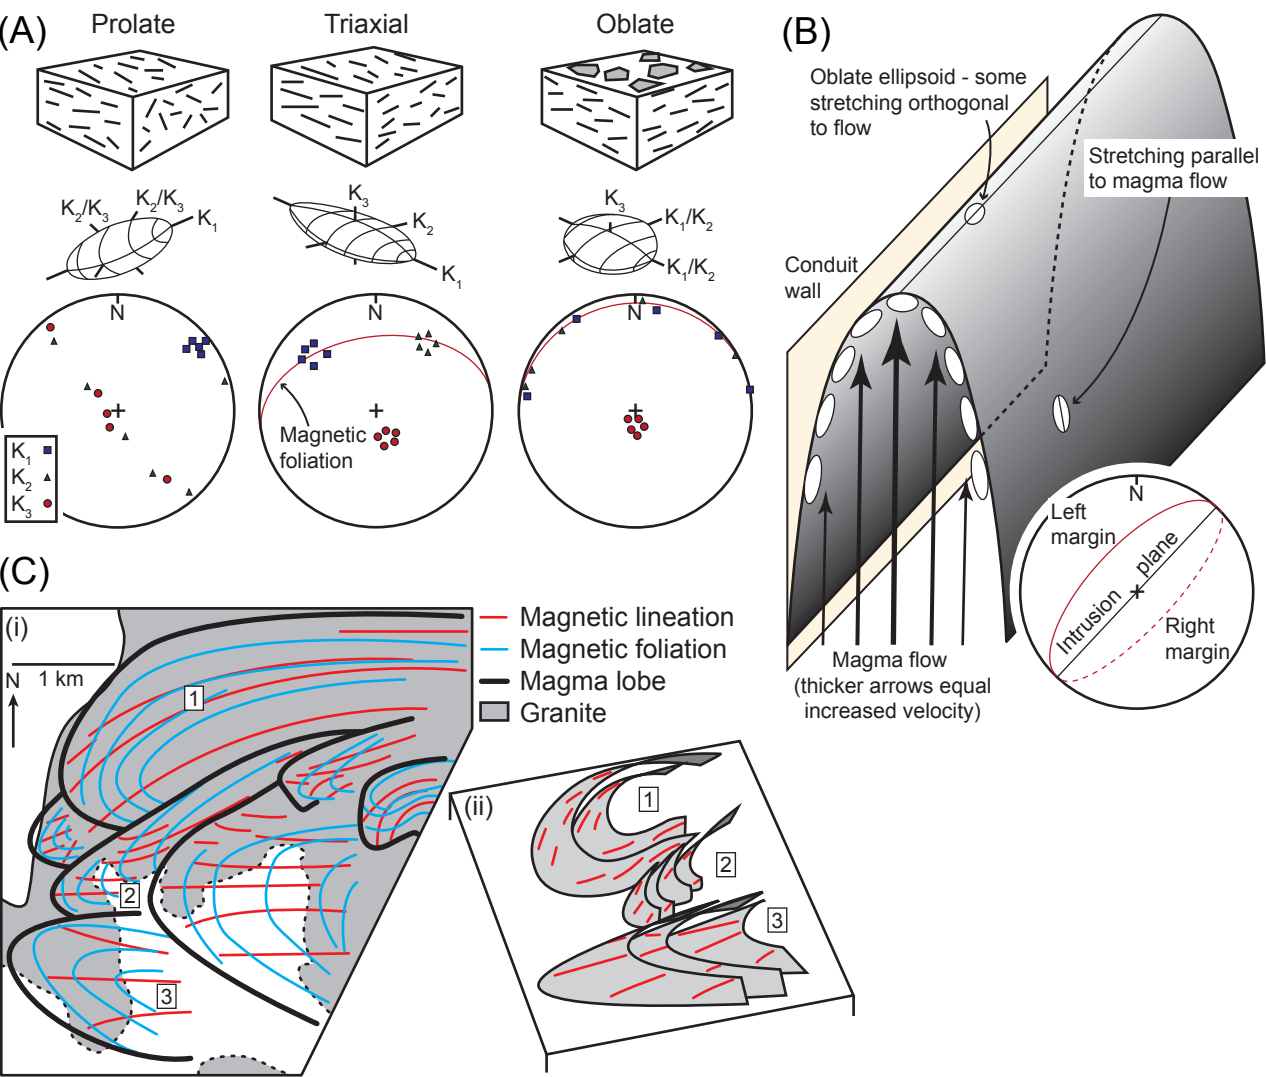 (A)
Prolate
Triaxial
Oblate
K2/K3
K2/K3
K1
K3
K2
K1
K3
K1/K2
K1/K2
N
N
N
Magnetic
foliation
K1
K2
K3
(B)
Oblate ellipsoid - some
stretching orthogonal
to flow
Stretching parallel
to magma flow
Conduit
wall
Magma flow
(thicker arrows equal
increased velocity)
N
Left
margin
Intrusion plane
Right
margin
(C)
(i)
N
1 km
1
2
3
Magnetic lineation
Magnetic foliation
Magma lobe
Granite
(ii)
1
2
3